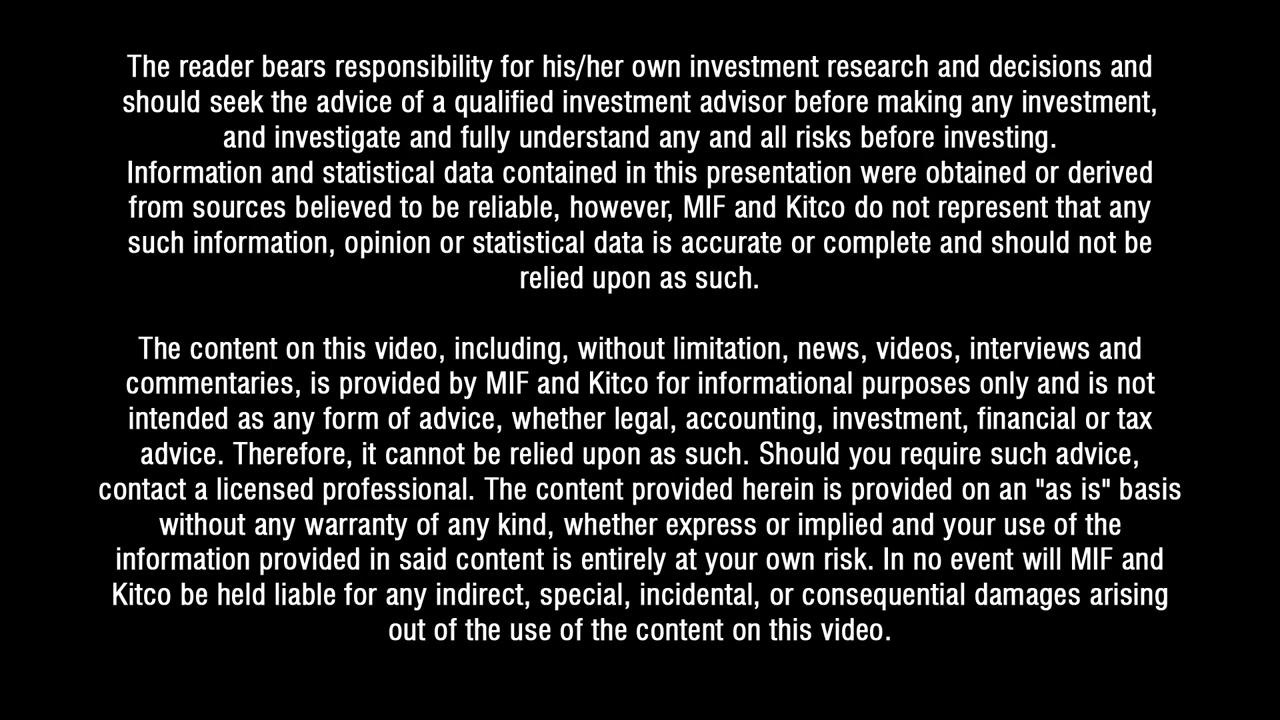 The reader bears responsibility for his/her own investment research and decisions and
should seek the advice of a qualified investment advisor before making any investment,
and investigate and fully understand any and all risks before investing.
Information and statistical data contained in this presentation were obtained or derived
from sources believed to be reliable, however, MIF and Kitco do not represent that any
such information, opinion or statistical data is accurate or complete and should not be
relied upon as such.
The content on this video, including, without limitation, news, videos, interviews and
commentaries, is provided by MIF and Kitco for informational purposes only and is not
intended as any form of advice, whether legal, accounting, investment, financial or tax
advice. Therefore, it cannot be relied upon as such. Should you require such advice,
contact a licensed professional. The content provided herein is provided on an "as is" basis
without any warranty of any kind, whether express or implied and your use of the
information provided in said content is entirely at your own risk. In no event will MIF and
Kitco be held liable for any indirect, special, incidental, or consequential damages arising
out of the use of the content on this video.